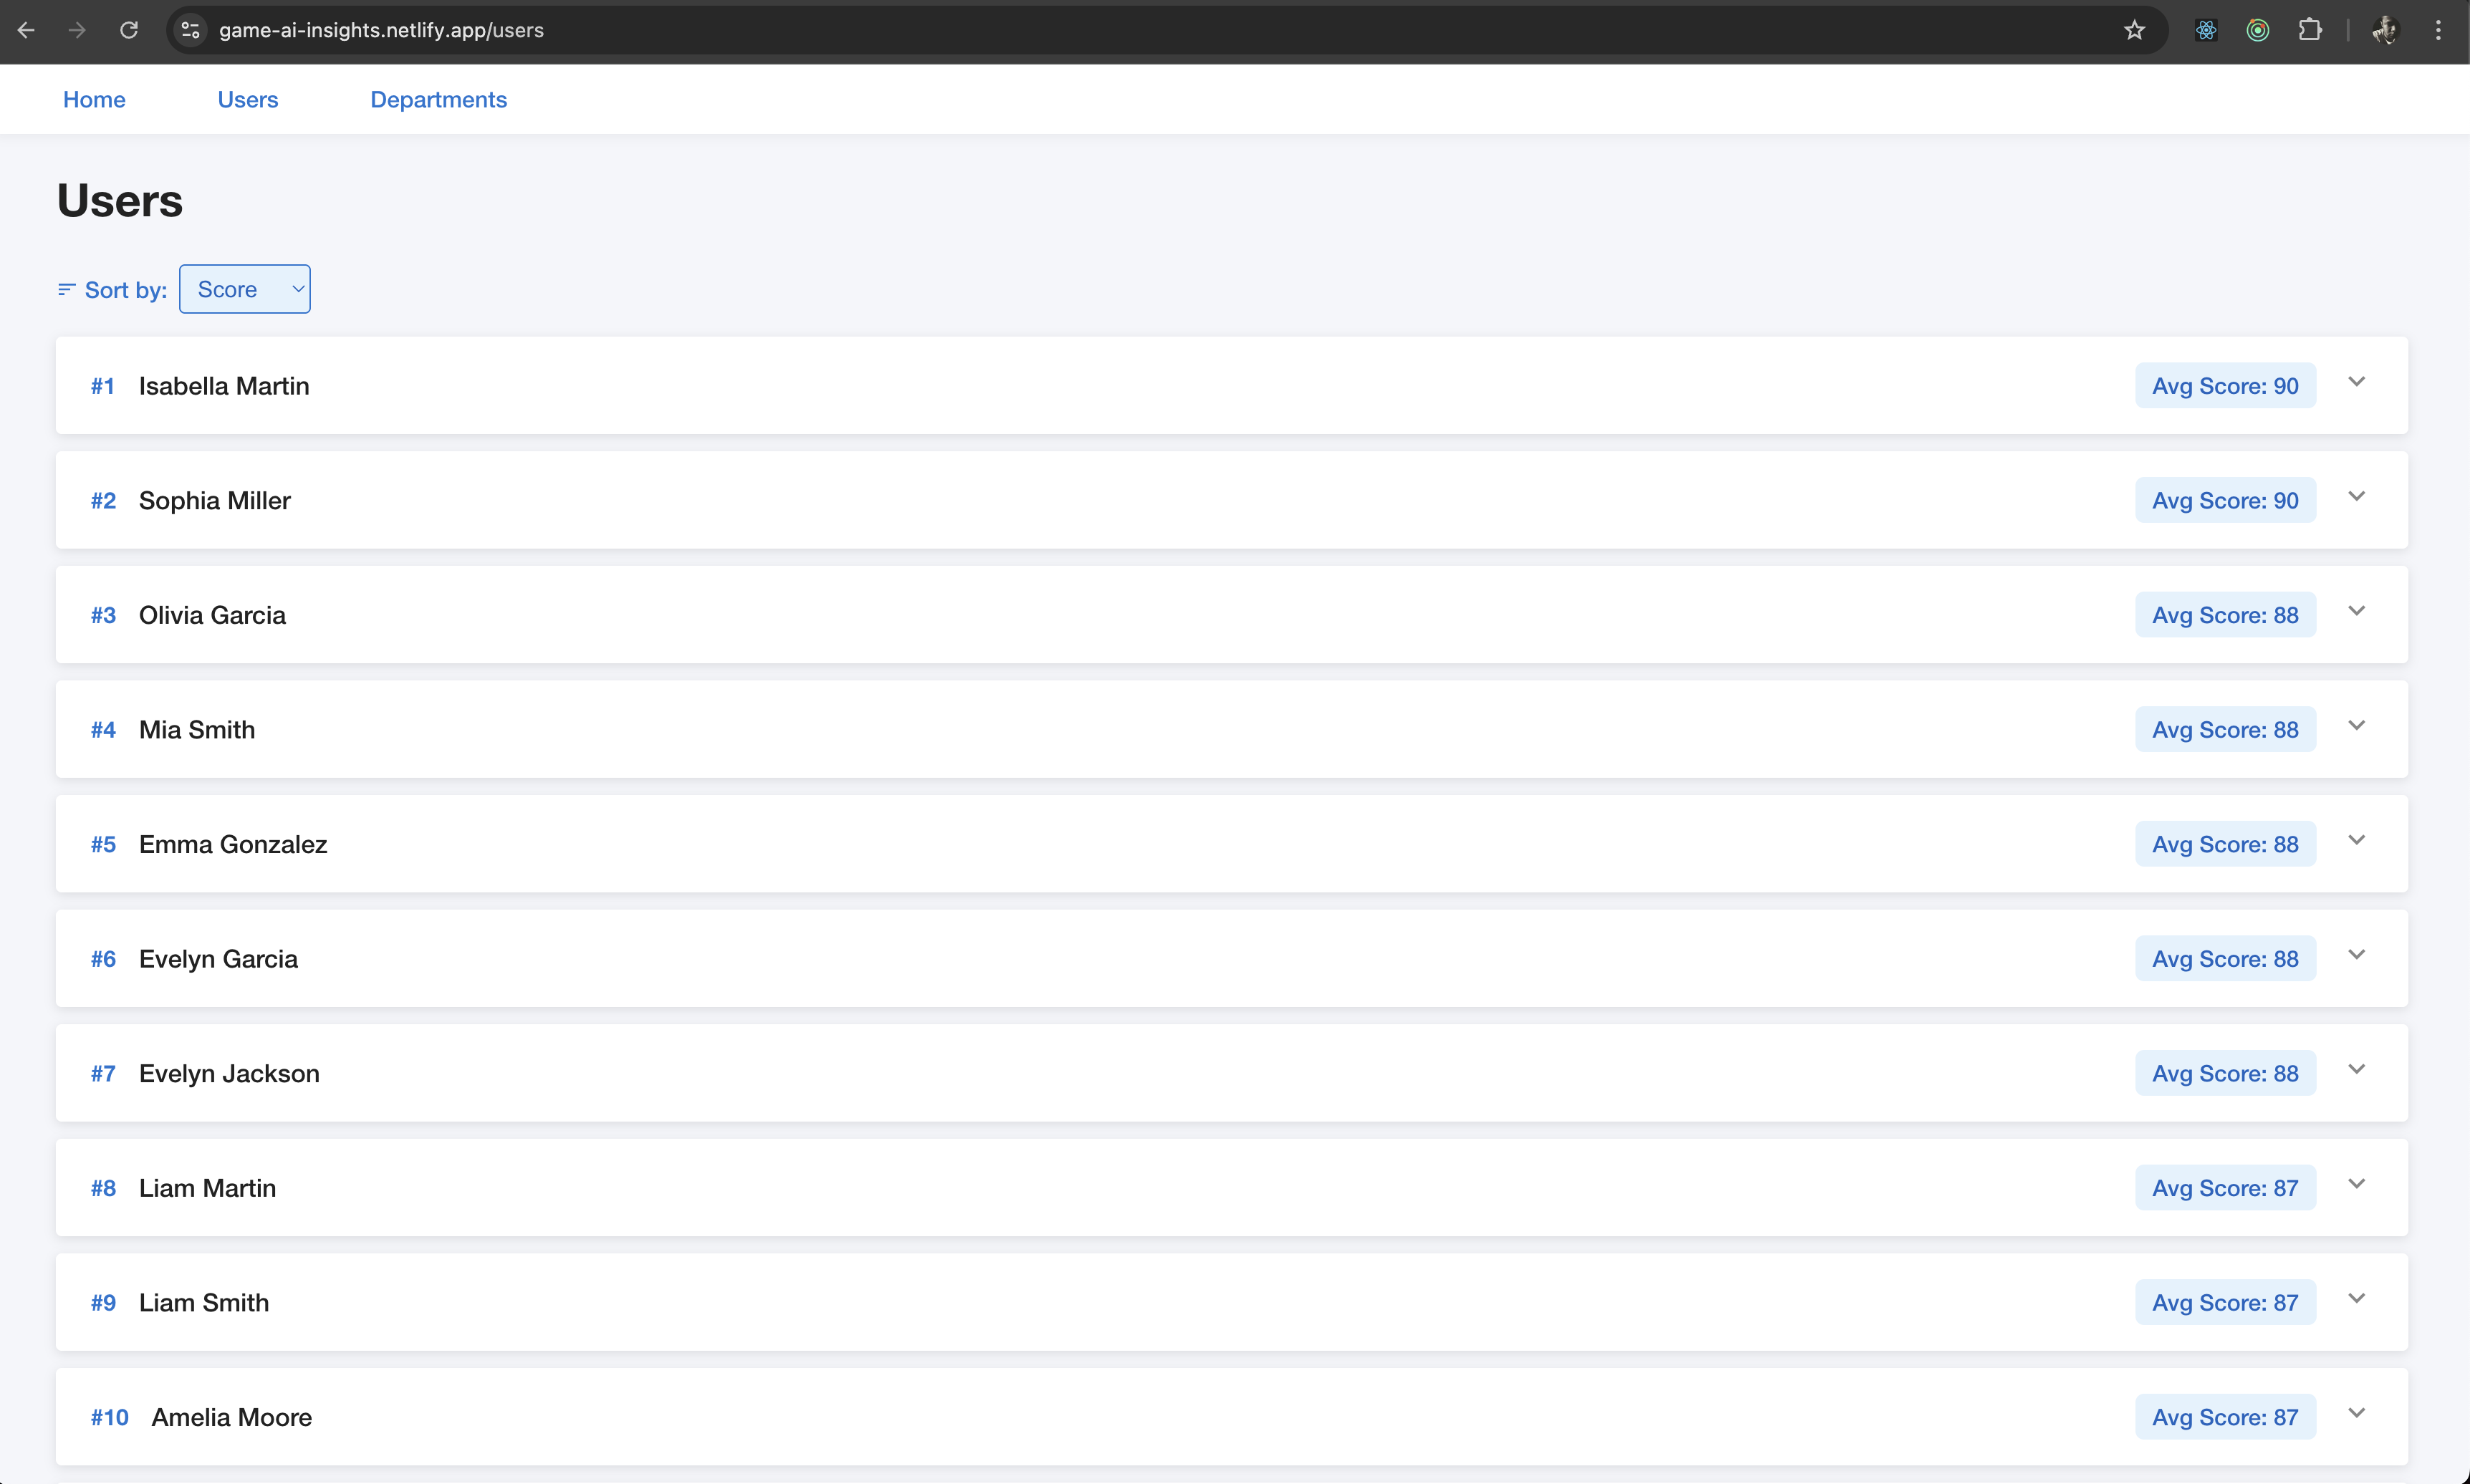 game-ai-insights.netlify.app/users
Home Users Departments
Users
Sort by: Score
#1 Isabella Martin Avg Score: 90
#2 Sophia Miller Avg Score: 90
#3 Olivia Garcia Avg Score: 88
#4 Mia Smith Avg Score: 88
#5 Emma Gonzalez Avg Score: 88
#6 Evelyn Garcia Avg Score: 88
#7 Evelyn Jackson Avg Score: 88
#8 Liam Martin Avg Score: 87
#9 Liam Smith Avg Score: 87
#10 Amelia Moore Avg Score: 87